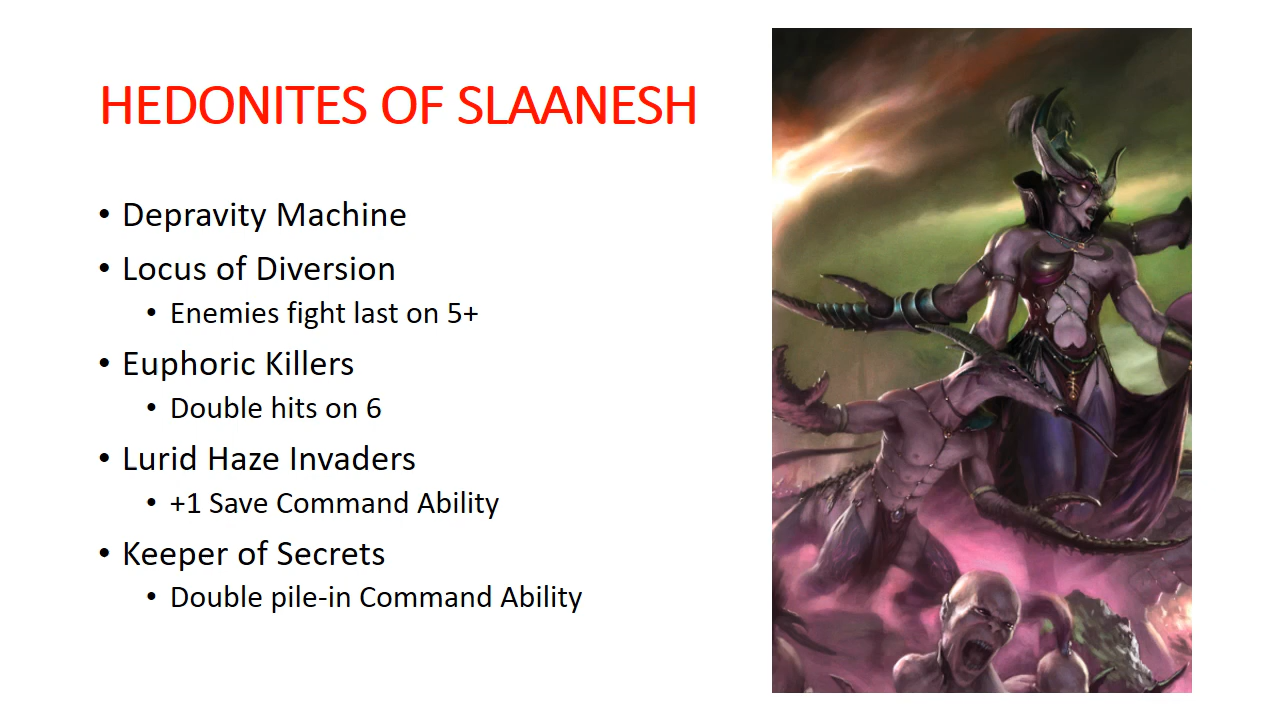 HEDONITES OF SLAANESH
• Depravity Machine
• Locus of Diversion
• Enemies fight last on 5+
• Euphoric Killers
• Double hits on 6
• Lurid Haze Invaders
• +1 Save Command Ability
• Keeper of Secrets
• Double pile-in Command Ability